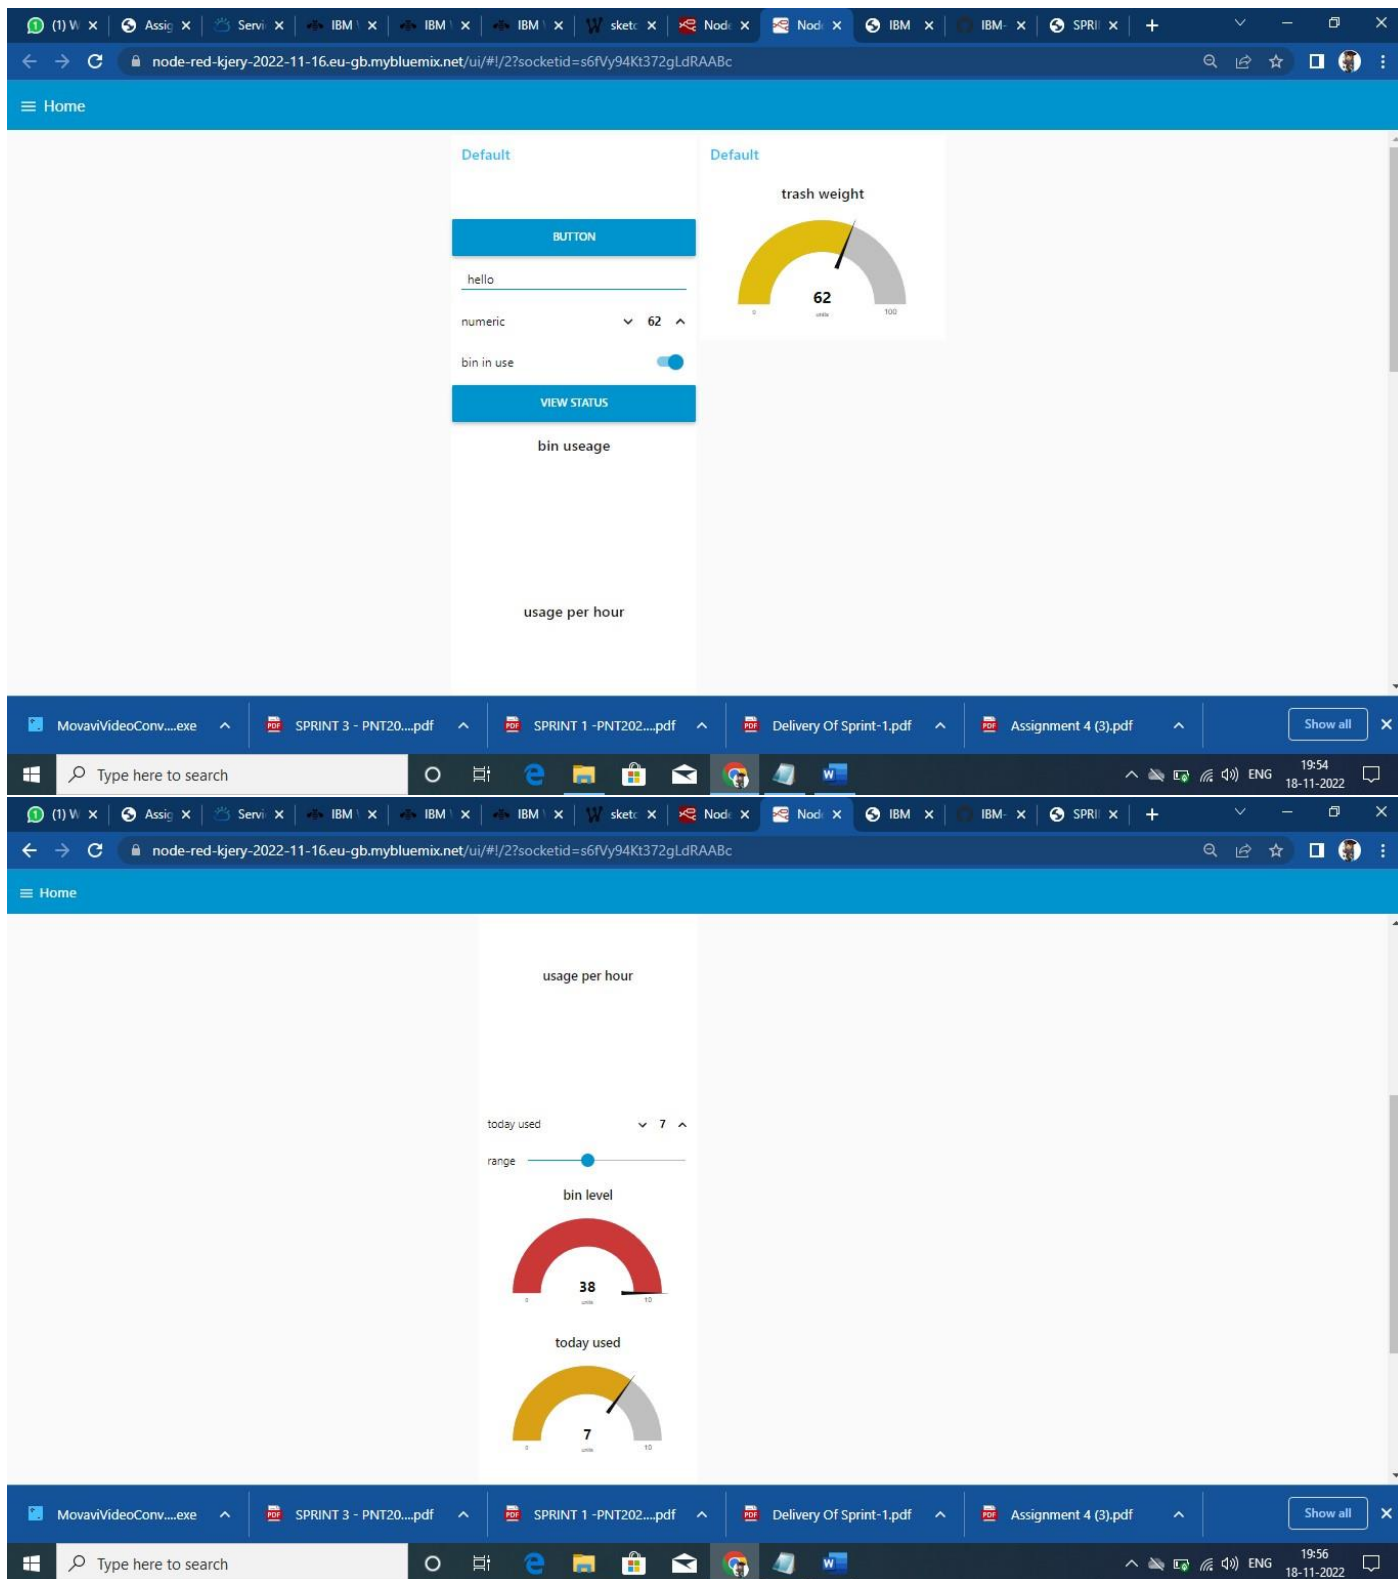 (1) W Assig Servi IBM IBM IBM sketc Node Node IBM IBM- SPRI
node-red-kjery-2022-11-16.eu-gb.mybluemix.net/ui/#!/2?socketid=s6fVy94Kt372gLdRAABc
Home
Default
BUTTON
hello
numeric 62
bin in use
VIEW STATUS
bin useage
usage per hour
Default
trash weight
62
0 units 100
MovaviVideoConv....exe SPRINT 3 - PNT20....pdf SPRINT 1 -PNT202....pdf Delivery Of Sprint-1.pdf Assignment 4 (3).pdf Show all
Type here to search ENG 19:54
18-11-2022
(1) W Assig Servi IBM IBM IBM sketc Node Node IBM IBM- SPRI
node-red-kjery-2022-11-16.eu-gb.mybluemix.net/ui/#!/2?socketid=s6fVy94Kt372gLdRAABc
Home
usage per hour
today used 7
range
bin level
38
0 units 10
today used
7
0 units 10
MovaviVideoConv....exe SPRINT 3 - PNT20....pdf SPRINT 1 -PNT202....pdf Delivery Of Sprint-1.pdf Assignment 4 (3).pdf Show all
Type here to search ENG 19:56
18-11-2022